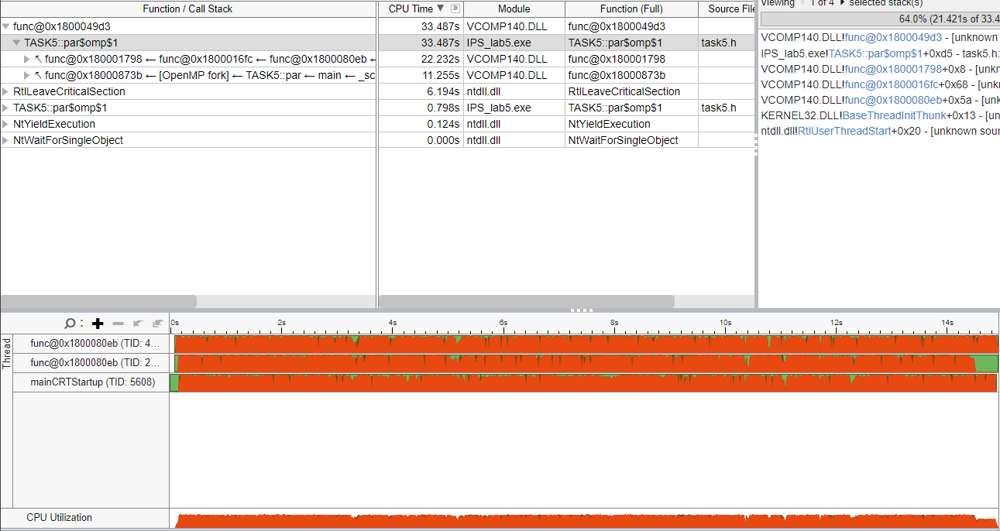 Function / Call Stack CPU Time Module Function (Full) Source File
func@0x1800049d3 33.487s VCOMP140.DLL func@0x1800049d3
TASK5::par$omp$1 33.487s IPS_lab5.exe TASK5::par$omp$1 task5.h
↖ func@0x180001798 ← func@0x1800016fc ← func@0x1800080eb ← 22.232s VCOMP140.DLL func@0x180001798
↖ func@0x18000873b ← [OpenMP fork] ← TASK5::par ← main ← _sc 11.255s VCOMP140.DLL func@0x18000873b
RtlLeaveCriticalSection 6.194s ntdll.dll RtlLeaveCriticalSection
TASK5::par$omp$1 0.798s IPS_lab5.exe TASK5::par$omp$1 task5.h
NtYieldExecution 0.124s ntdll.dll NtYieldExecution
NtWaitForSingleObject 0.000s ntdll.dll NtWaitForSingleObject
Viewing 1 of 4 selected stack(s)
64.0% (21.421s of 33.4
VCOMP140.DLL!func@0x1800049d3 - [unknown
IPS_lab5.exe!TASK5::par$omp$1+0xd5 - task5.h:
VCOMP140.DLL!func@0x180001798+0x8 - [unkn
VCOMP140.DLL!func@0x1800016fc+0x68 - [unk
VCOMP140.DLL!func@0x1800080eb+0x5a - [unk
KERNEL32.DLL!BaseThreadInitThunk+0x13 - [un
ntdll.dll!RtlUserThreadStart+0x20 - [unknown sour
0s 2s 4s 6s 8s 10s 12s 14s
Thread
func@0x1800080eb (TID: 4...
func@0x1800080eb (TID: 2...
mainCRTStartup (TID: 5608)
CPU Utilization